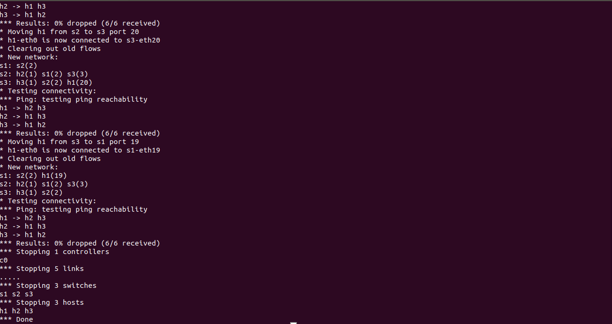 h2 -> h1 h3
h3 -> h1 h2
*** Results: 0% dropped (6/6 received)
* Moving h1 from s2 to s3 port 20
* h1-eth0 is now connected to s3-eth20
* Clearing out old flows
* New network:
s1: s2(2)
s2: h2(1) s1(2) s3(3)
s3: h3(1) s2(2) h1(20)
* Testing connectivity:
*** Ping: testing ping reachability
h1 -> h2 h3
h2 -> h1 h3
h3 -> h1 h2
*** Results: 0% dropped (6/6 received)
* Moving h1 from s3 to s1 port 19
* h1-eth0 is now connected to s1-eth19
* Clearing out old flows
* New network:
s1: s2(2) h1(19)
s2: h2(1) s1(2) s3(3)
s3: h3(1) s2(2)
* Testing connectivity:
*** Ping: testing ping reachability
h1 -> h2 h3
h2 -> h1 h3
h3 -> h1 h2
*** Results: 0% dropped (6/6 received)
*** Stopping 1 controllers
c0
*** Stopping 5 links
.....
*** Stopping 3 switches
s1 s2 s3
*** Stopping 3 hosts
h1 h2 h3
*** Done